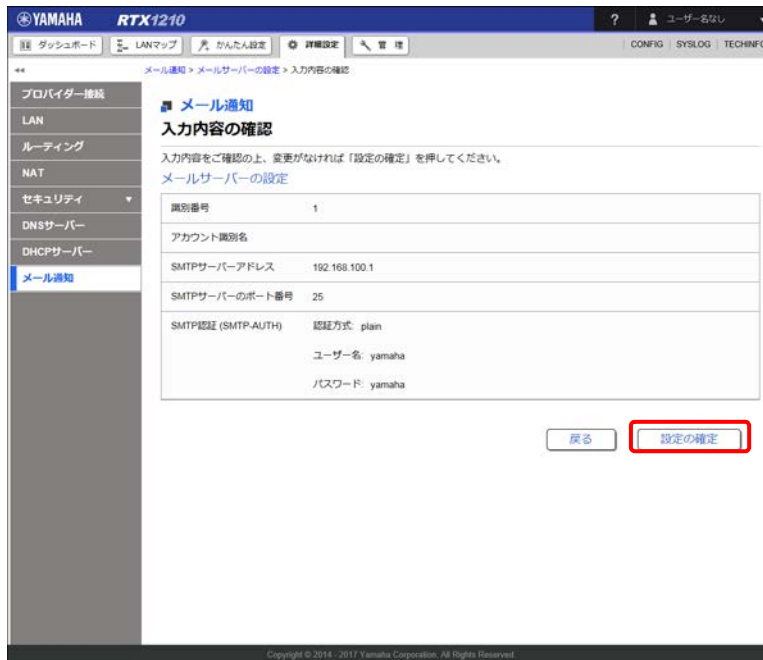 YAMAHA RTX1210 ? ユーザー名なし
ダッシュボード LANマップ かんたん設定 詳細設定 管 理 CONFIG SYSLOG TECHINFO
メール通知 > メールサーバーの設定 > 入力内容の確認
プロバイダー接続
LAN
ルーティング
NAT
セキュリティ
DNSサーバー
DHCPサーバー
メール通知
メール通知
入力内容の確認
入力内容をご確認の上、変更がなければ「設定の確定」を押してください。
メールサーバーの設定
識別番号 1
アカウント識別名
SMTPサーバーアドレス 192.168.100.1
SMTPサーバーのポート番号 25
SMTP認証 (SMTP-AUTH) 認証方式: plain
ユーザー名: yamaha
パスワード: yamaha
戻る 設定の確定
Copyright © 2014 - 2017 Yamaha Corporation. All Rights Reserved.